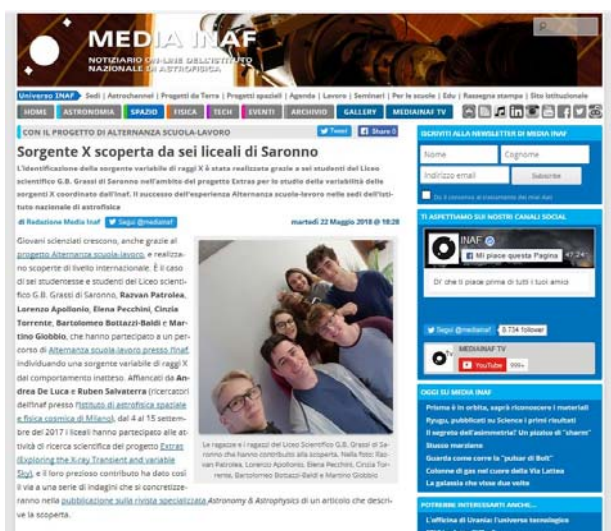 MEDIA INAF
NOTIZIARIO ON-LINE DELL'ISTITUTO
NAZIONALE DI ASTROFISICA
Universo INAF Sedi | Astrochannel | Progetti da Terra | Progetti spaziali | Agenda | Lavoro | Seminari | Per le scuole | Edu | Rassegna stampa | Sito istituzionale
HOME ASTRONOMIA SPAZIO FISICA TECH EVENTI ARCHIVIO GALLERY MEDIAINAF TV
CON IL PROGETTO DI ALTERNANZA SCUOLA-LAVORO
Tweet Share 0
Sorgente X scoperta da sei liceali di Saronno
L'identificazione della sorgente variabile di raggi X è stata realizzata grazie a sei studenti del Liceo
scientifico G.B. Grassi di Saronno nell'ambito del progetto Extras per lo studio della variabilità delle
sorgenti X coordinato dall'Inaf. Il successo dell'esperienza Alternanza scuola-lavoro nelle sedi dell'Isti-
tuto nazionale di astrofisica
di Redazione Media Inaf Segui @mediainaf martedì 22 Maggio 2018 @ 18:28
Giovani scienziati crescono, anche grazie al
progetto Alternanza scuola-lavoro, e realizza-
no scoperte di livello internazionale. È il caso
di sei studentesse e studenti del Liceo scienti-
fico G.B. Grassi di Saronno, Razvan Patrolea,
Lorenzo Apollonio, Elena Pecchini, Cinzia
Torrente, Bartolomeo Bottazzi-Baldi e Mar-
tino Giobbio, che hanno partecipato a un per-
corso di Alternanza scuola-lavoro presso l'Inaf,
individuando una sorgente variabile di raggi X
dal comportamento inatteso. Affiancati da An-
drea De Luca e Ruben Salvaterra (ricercatori
dell'Inaf presso l'Istituto di astrofisica spaziale
e fisica cosmica di Milano), dal 4 al 15 settem-
bre del 2017 i liceali hanno partecipato alle at-
tività di ricerca scientifica del progetto Extras
(Exploring the X-ray Transient and variable
Sky), e il loro prezioso contributo ha dato così
il via a una serie di indagini che si concretizze-
ranno nella pubblicazione sulla rivista specializzata Astronomy & Astrophysics di un articolo che descri-
ve la scoperta.
Le ragazze e i ragazzi del Liceo Scientifico G.B. Grassi di Sa-
ronno che hanno contribuito alla scoperta. Nella foto: Raz-
van Patrolea, Lorenzo Apollonio, Elena Pecchini, Cinzia Tor-
rente, Bartolomeo Bottazzi-Baldi e Martino Giobbio
ISCRIVITI ALLA NEWSLETTER DI MEDIA INAF
Nome Cognome
Indirizzo email Subscribe
TI ASPETTIAMO SUI NOSTRI CANALI SOCIAL
INAF
Mi piace questa Pagina
Di' che ti piace prima di tutti i tuoi amici
Segui @mediainaf 8.734 follower
MEDIAINAF TV
YouTube 999+
OGGI SU MEDIA INAF
Prisma è in orbita, saprà riconoscere i materiali
Ryugu, pubblicati su Science i primi risultati
Il segreto dell'asimmetria? Un pizzico di "charm"
Stucco marziano
Guarda come corre la "pulsar di Bolt"
Colonne di gas nel cuore della Via Lattea
La galassia che visse due volte
POTREBBE INTERESSARTI ANCHE...
L'officina di Urania: l'universo tecnologico